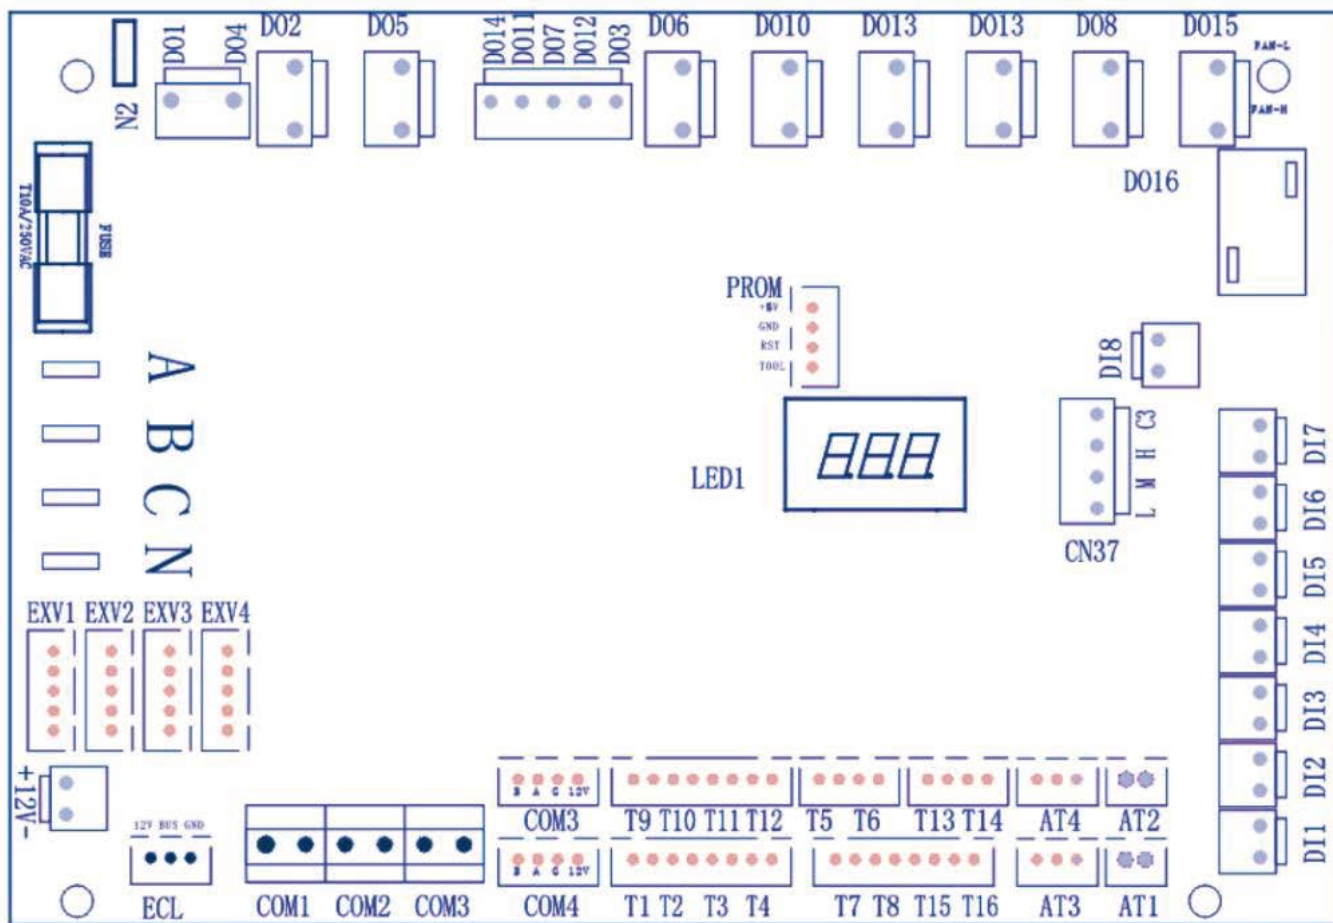 DO1
DO4
DO2
DO5
DO14
DO11
DO7
DO12
DO3
DO6
DO10
DO13
DO13
DO8
DO15
FAN-L
FAN-H
N2
T10A/250VAC
FUSE
DO16
PROM
GND
RST
TOOL
DI8
A
B
C
N
LED1
C3
H
M
L
CN37
DI7
DI6
DI5
DI4
DI3
DI2
DI1
EXV1 EXV2 EXV3 EXV4
+12V-
12V BUS GND
ECL
COM1 COM2 COM3
B A G 12V
COM3
T9 T10 T11 T12
T5 T6
T13 T14
AT4
AT2
B A G 12V
COM4
T1 T2 T3 T4
T7 T8 T15 T16
AT3
AT1